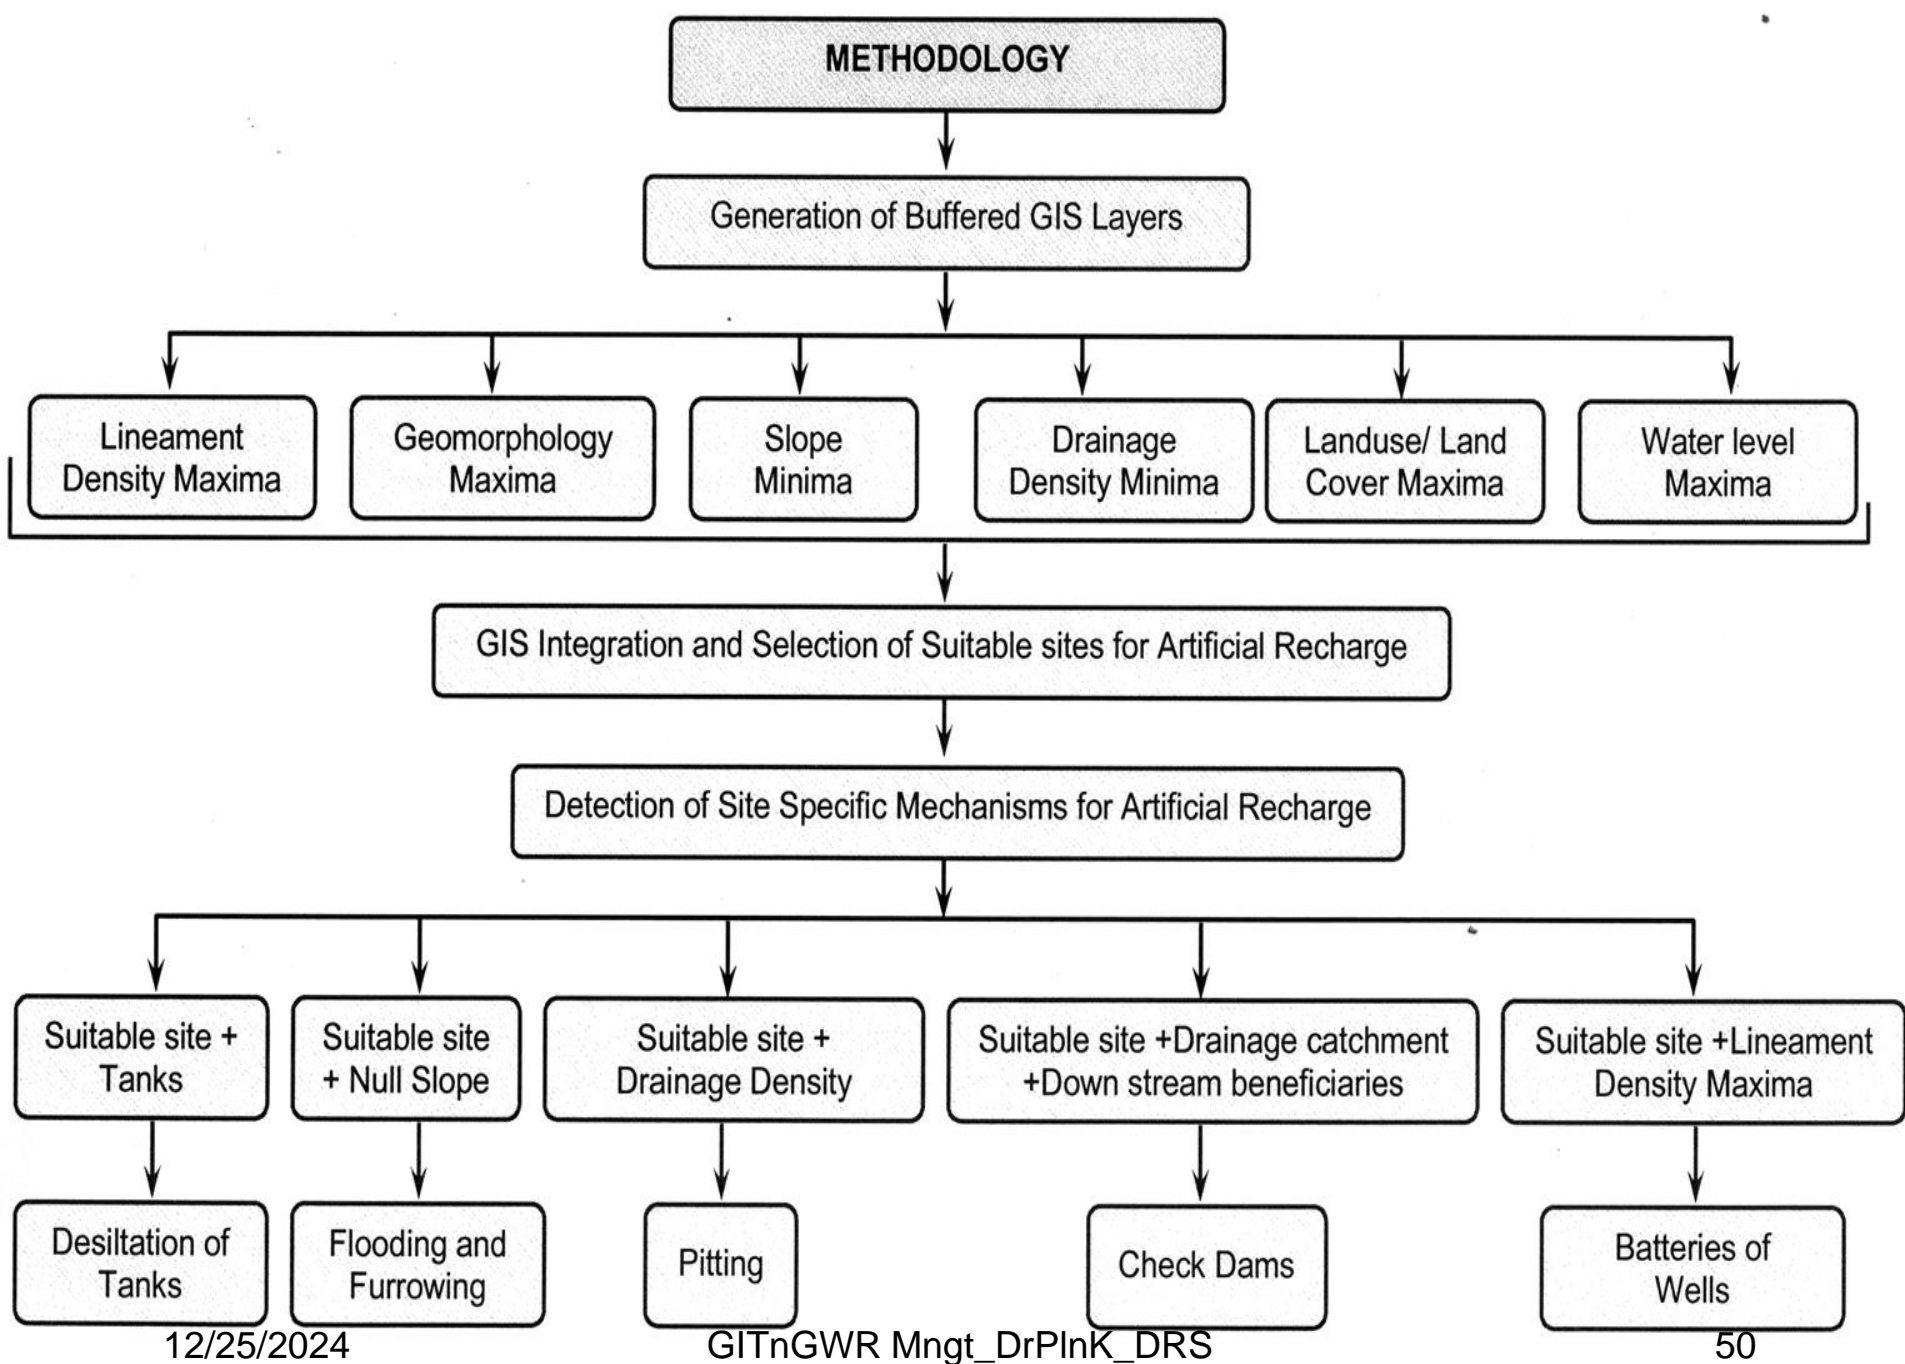 METHODOLOGY
Generation of Buffered GIS Layers
Lineament
Density Maxima
Geomorphology
Maxima
Slope
Minima
Drainage
Density Minima
Landuse/ Land
Cover Maxima
Water level
Maxima
GIS Integration and Selection of Suitable sites for Artificial Recharge
Detection of Site Specific Mechanisms for Artificial Recharge
Suitable site +
Tanks
Suitable site
+ Null Slope
Suitable site +
Drainage Density
Suitable site +Drainage catchment
+Down stream beneficiaries
Suitable site +Lineament
Density Maxima
Desiltation of
Tanks
Flooding and
Furrowing
Pitting
Check Dams
Batteries of
Wells
12/25/2024
GITnGWR Mngt_DrPlnK_DRS
50